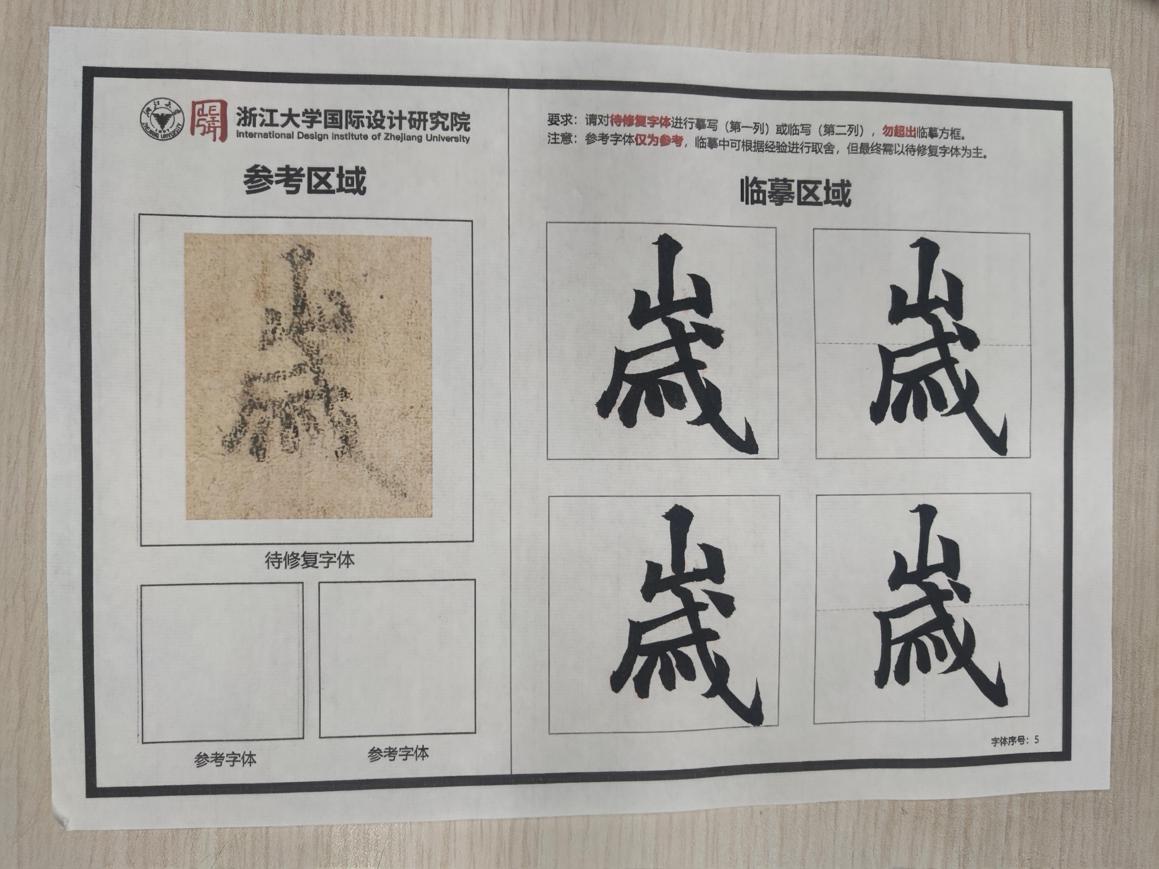 浙江大学国际设计研究院
International Design Institute of Zhejiang University
参考区域
歲
待修复字体
参考字体
参考字体
要求：请对待修复字体进行摹写（第一列）或临写（第二列），勿超出临摹方框。
注意：参考字体仅为参考，临摹中可根据经验进行取舍，但最终需以待修复字体为主。
临摹区域
歲 歲
歲 歲
字体序号：5